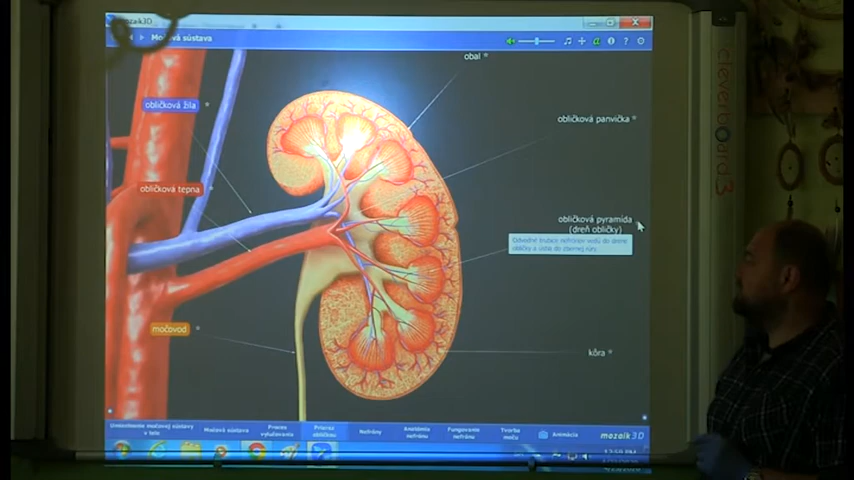 mozaik3D
Močová sústava
obal
obličková žila
obličková panvička
obličková tepna
obličková pyramída
(dreň obličky)
Odvodné trubice nefrónov vedú do drene
obličky a ústia do zbernej rúry.
močovod
kôra
Umiestnenie močovej sústavy
v tele
Močová sústava
Proces
vylučovania
Prierez
obličkou
Nefróny
Anatómia
nefrónu
Fungovanie
nefrónu
Tvorba
moču
Animácia
mozaik3D
cleverboard3